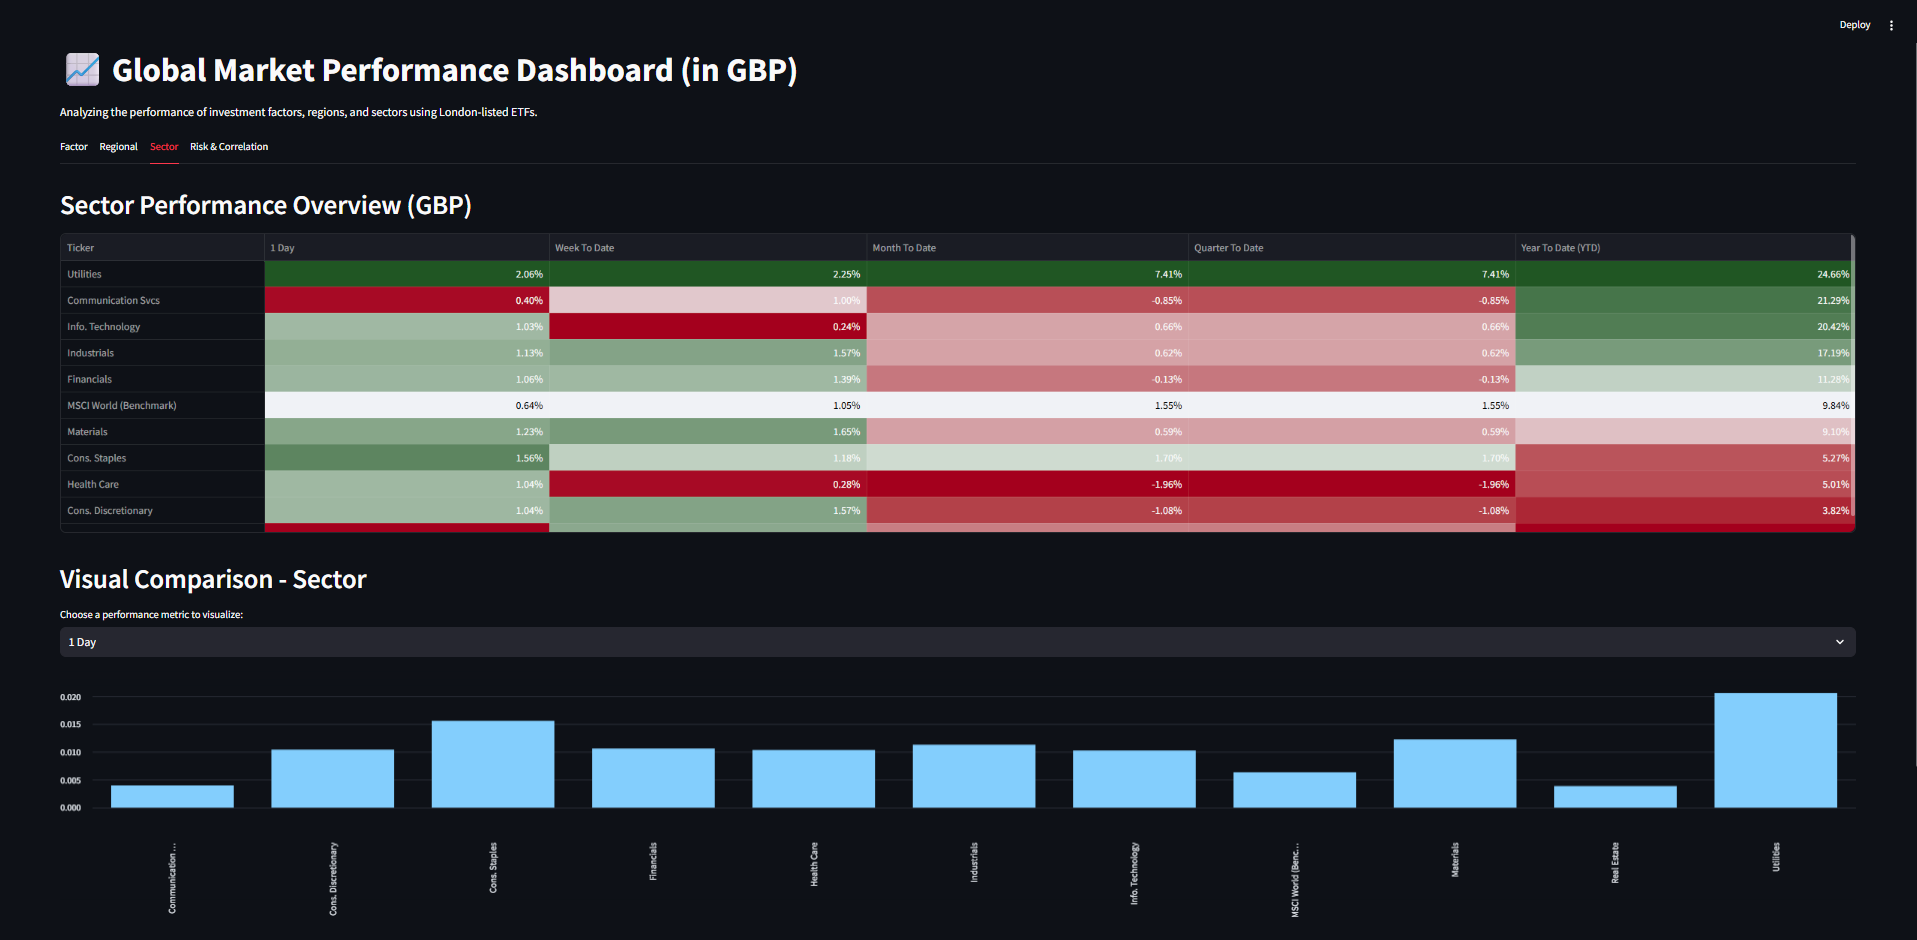 Deploy
Global Market Performance Dashboard (in GBP)
Analyzing the performance of investment factors, regions, and sectors using London-listed ETFs.
Factor Regional Sector Risk & Correlation
Sector Performance Overview (GBP)
Ticker 1 Day Week To Date Month To Date Quarter To Date Year To Date (YTD)
Utilities 2.06% 2.25% 7.41% 7.41% 24.66%
Communication Svcs 0.40% 1.00% -0.85% -0.85% 21.29%
Info. Technology 1.03% 0.24% 0.66% 0.66% 20.42%
Industrials 1.13% 1.57% 0.62% 0.62% 17.19%
Financials 1.06% 1.39% -0.13% -0.13% 11.28%
MSCI World (Benchmark) 0.64% 1.05% 1.55% 1.55% 9.84%
Materials 1.23% 1.65% 0.59% 0.59% 9.10%
Cons. Staples 1.56% 1.18% 1.70% 1.70% 5.27%
Health Care 1.04% 0.28% -1.96% -1.96% 5.01%
Cons. Discretionary 1.04% 1.57% -1.08% -1.08% 3.82%
Visual Comparison - Sector
Choose a performance metric to visualize:
1 Day
0.020
0.015
0.010
0.005
0.000
Communication ...
Cons. Discretionary
Cons. Staples
Financials
Health Care
Industrials
Info. Technology
MSCI World (Benc...
Materials
Real Estate
Utilities